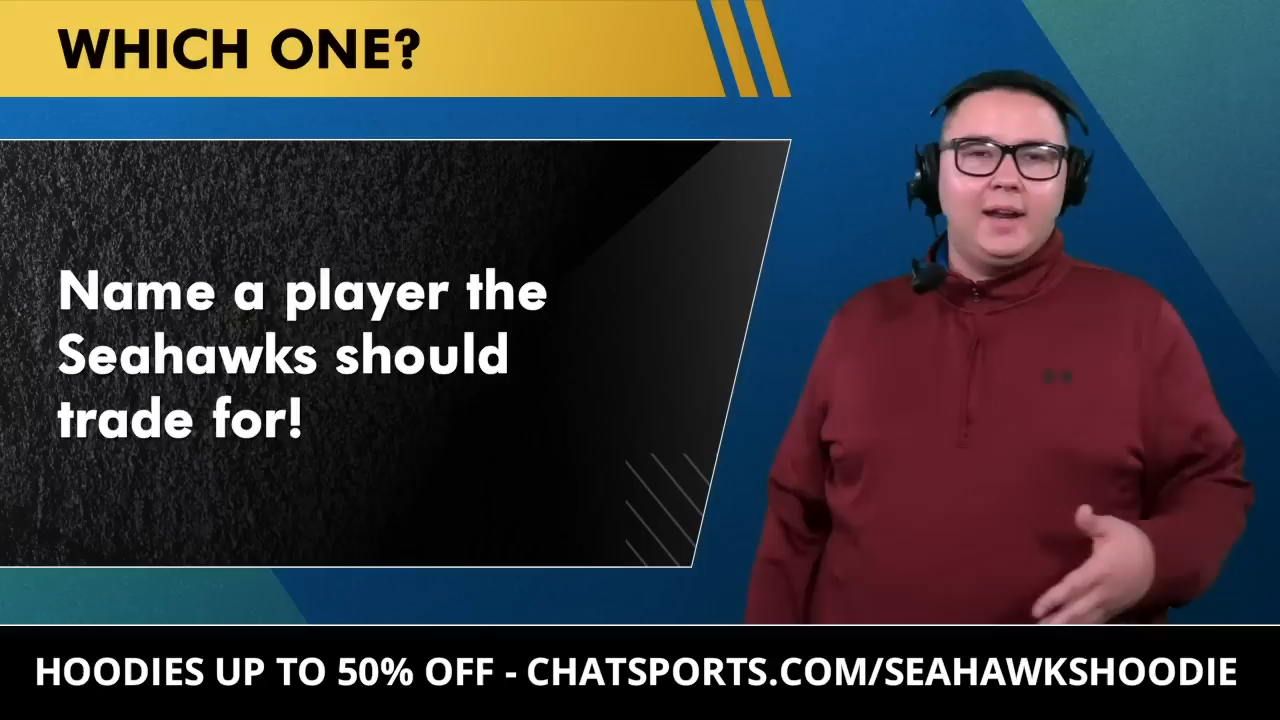 WHICH ONE?
Name a player the
Seahawks should
trade for!
HOODIES UP TO 50% OFF - CHATSPORTS.COM/SEAHAWKSHOODIE